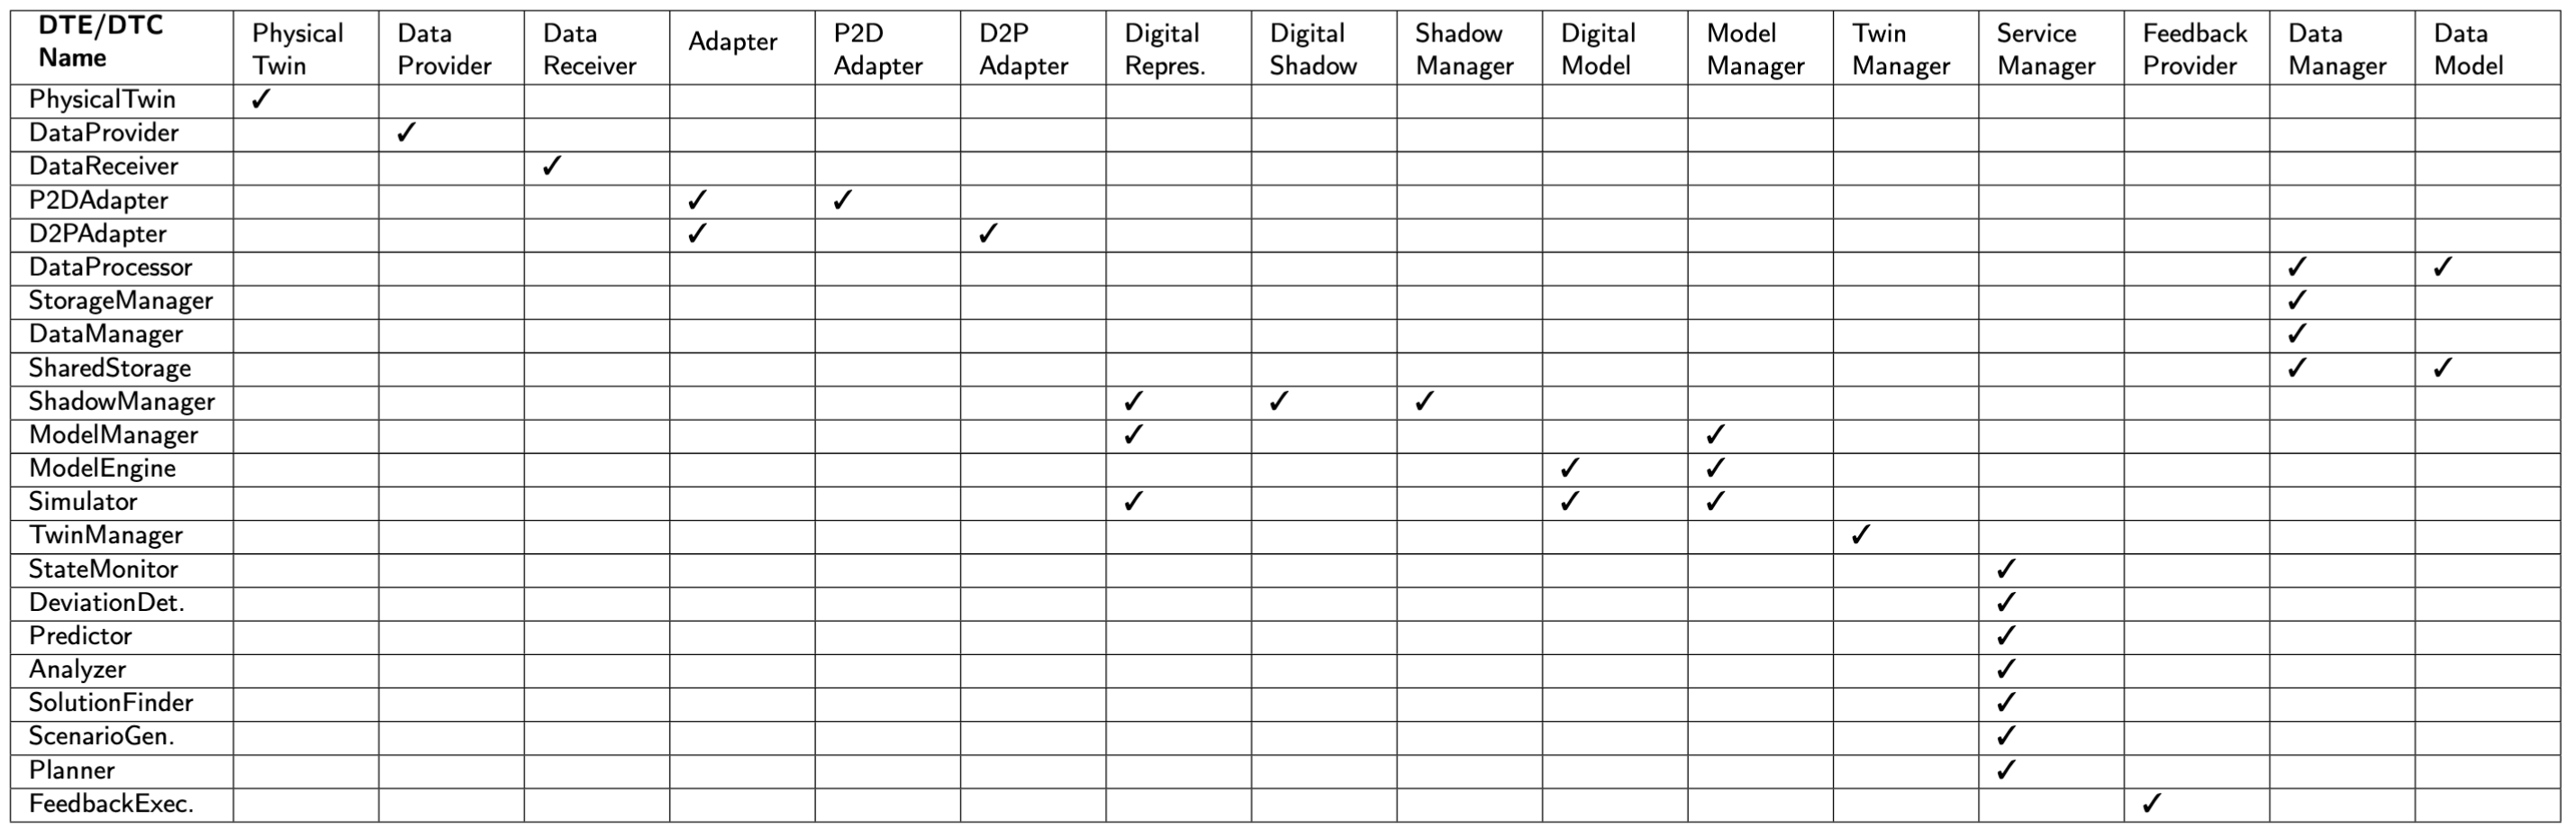 DTE/DTC Name Physical Twin Data Provider Data Receiver Adapter P2D Adapter D2P Adapter Digital Repres. Digital Shadow Shadow Manager Digital Model Model Manager Twin Manager Service Manager Feedback Provider Data Manager Data Model
PhysicalTwin ✓
DataProvider ✓
DataReceiver ✓
P2DAdapter ✓ ✓
D2PAdapter ✓ ✓
DataProcessor ✓ ✓
StorageManager ✓
DataManager ✓
SharedStorage ✓ ✓
ShadowManager ✓ ✓ ✓
ModelManager ✓ ✓
ModelEngine ✓ ✓
Simulator ✓ ✓ ✓
TwinManager ✓
StateMonitor ✓
DeviationDet. ✓
Predictor ✓
Analyzer ✓
SolutionFinder ✓
ScenarioGen. ✓
Planner ✓
FeedbackExec. ✓